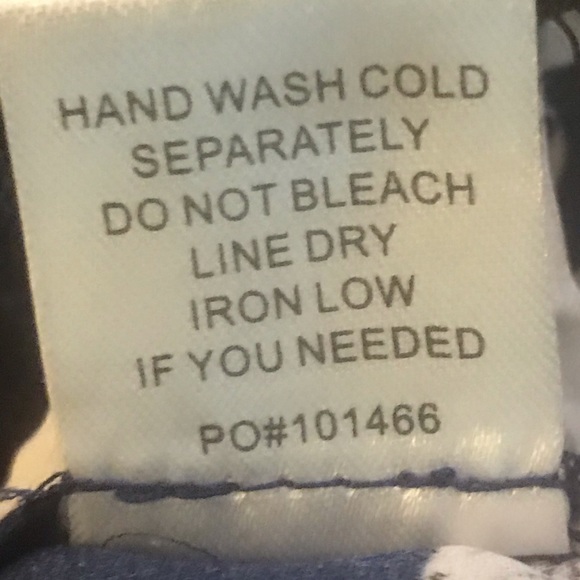 HAND WASH COLD
SEPARATELY
DO NOT BLEACH
LINE DRY
IRON LOW
IF YOU NEEDED
PO#101466